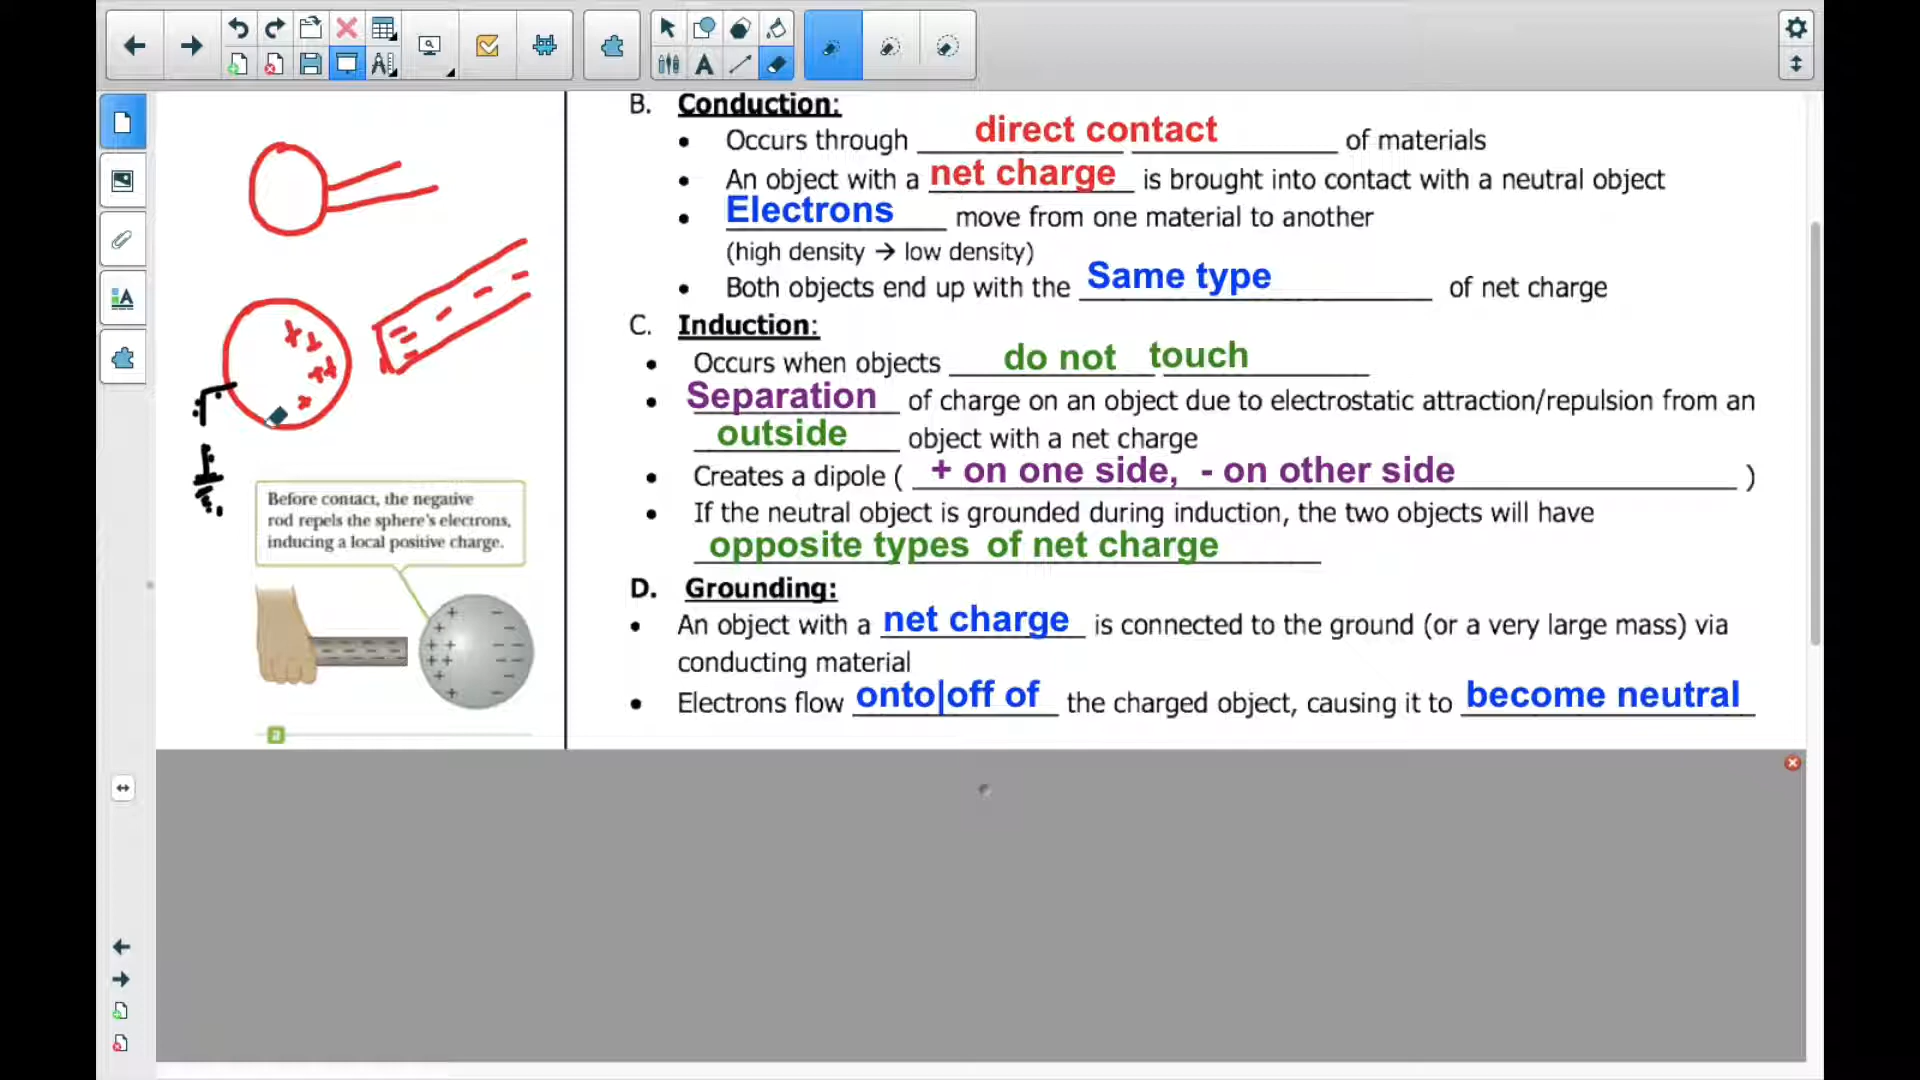 B. Conduction:
• Occurs through direct contact of materials
• An object with a net charge is brought into contact with a neutral object
• Electrons move from one material to another
(high density → low density)
• Both objects end up with the Same type of net charge
C. Induction:
• Occurs when objects do not touch
• Separation of charge on an object due to electrostatic attraction/repulsion from an
outside object with a net charge
• Creates a dipole ( + on one side, - on other side )
• If the neutral object is grounded during induction, the two objects will have
opposite types of net charge
D. Grounding:
• An object with a net charge is connected to the ground (or a very large mass) via
conducting material
• Electrons flow onto|off of the charged object, causing it to become neutral
Before contact, the negative
rod repels the sphere's electrons,
inducing a local positive charge.
a